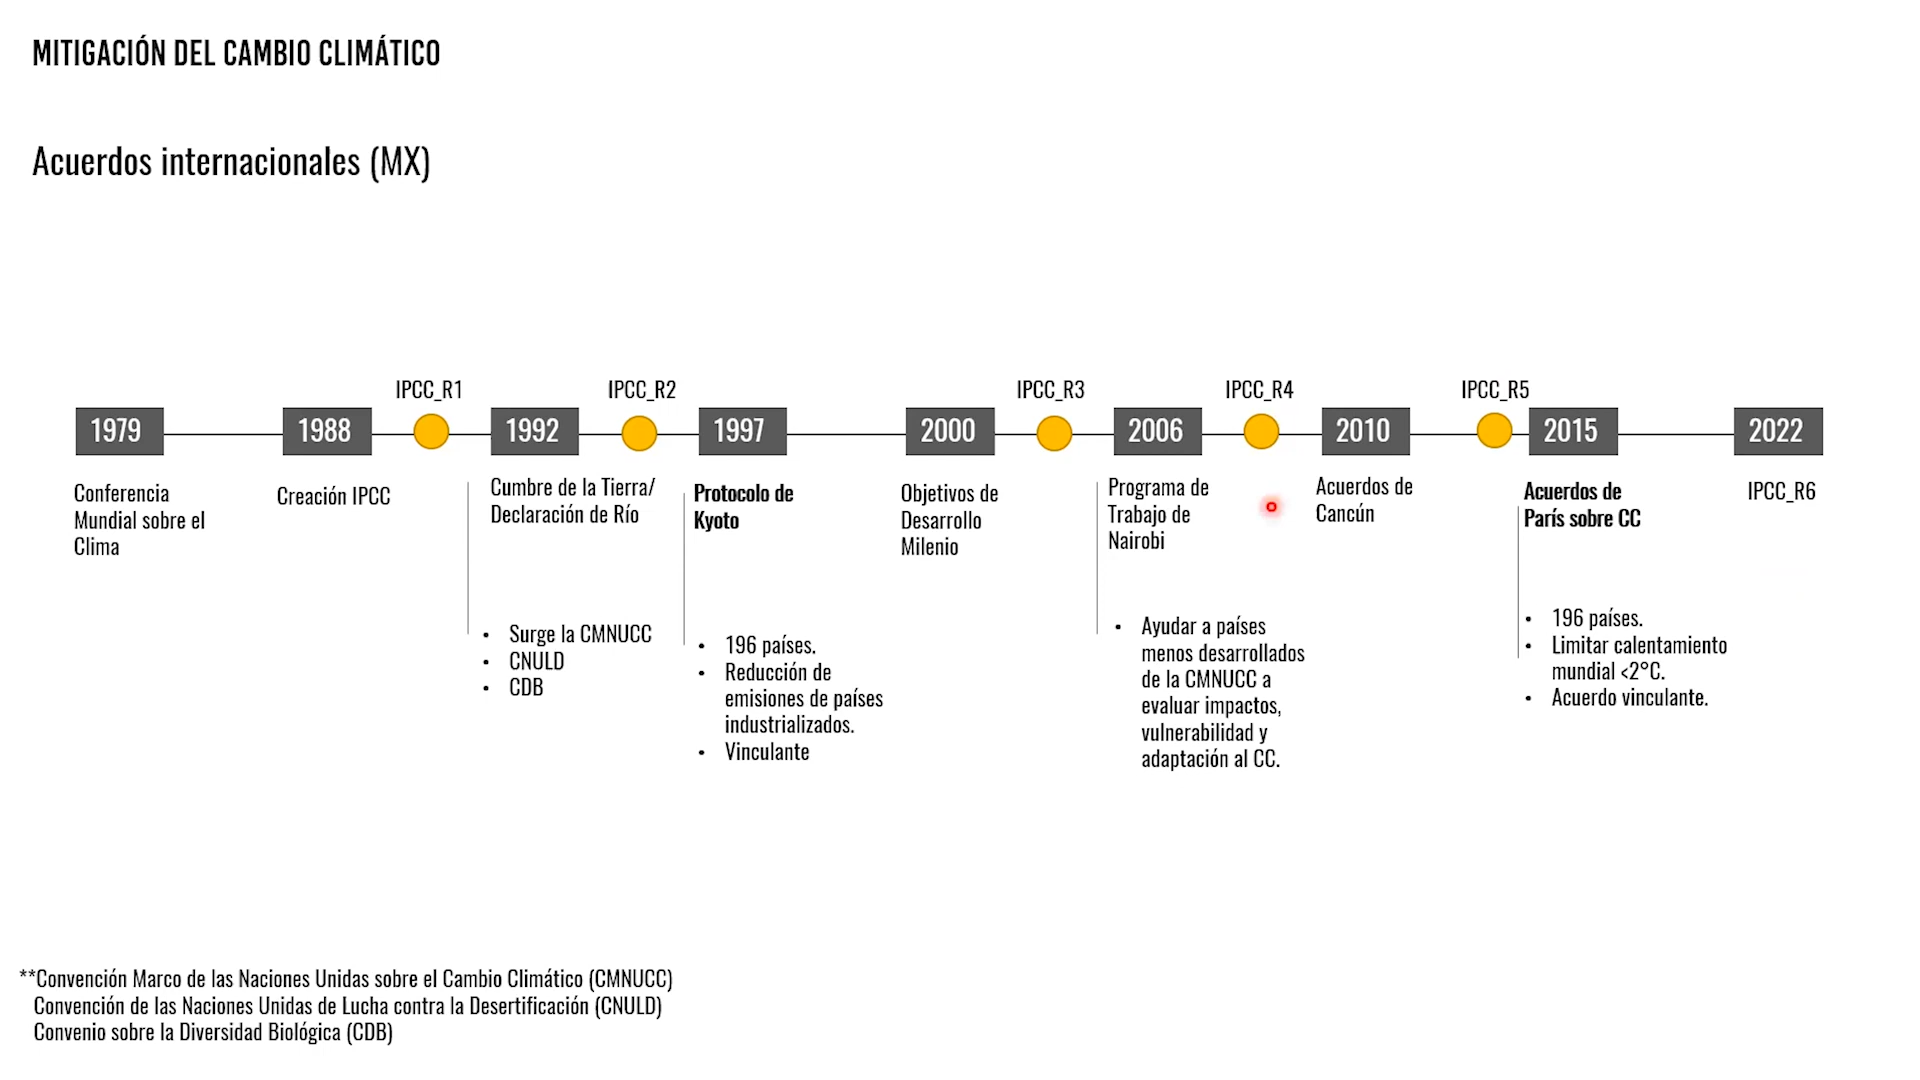 MITIGACIÓN DEL CAMBIO CLIMÁTICO
Acuerdos internacionales (MX)
IPCC_R1
IPCC_R2
IPCC_R3
IPCC_R4
IPCC_R5
1979
1988
1992
1997
2000
2006
2010
2015
2022
Conferencia
Mundial sobre el
Clima
Creación IPCC
Cumbre de la Tierra/
Declaración de Río
• Surge la CMNUCC
• CNULD
• CDB
Protocolo de
Kyoto
• 196 países.
• Reducción de
emisiones de países
industrializados.
• Vinculante
Objetivos de
Desarrollo
Milenio
Programa de
Trabajo de
Nairobi
• Ayudar a países
menos desarrollados
de la CMNUCC a
evaluar impactos,
vulnerabilidad y
adaptación al CC.
Acuerdos de
Cancún
Acuerdos de
París sobre CC
• 196 países.
• Limitar calentamiento
mundial <2°C.
• Acuerdo vinculante.
IPCC_R6
**Convención Marco de las Naciones Unidas sobre el Cambio Climático (CMNUCC)
Convención de las Naciones Unidas de Lucha contra la Desertificación (CNULD)
Convenio sobre la Diversidad Biológica (CDB)